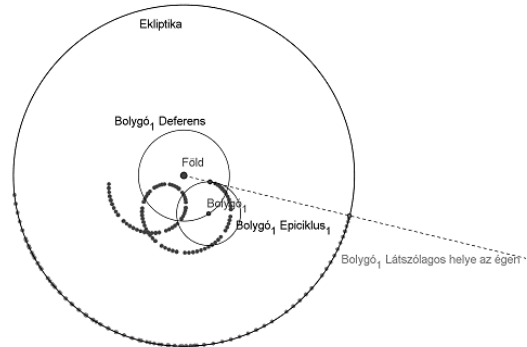 Ekliptika
Bolygó₁ Deferens
Föld
Bolygó₁
Bolygó₁ Epiciklus₁
Bolygó₁ Látszólagos helye az égen